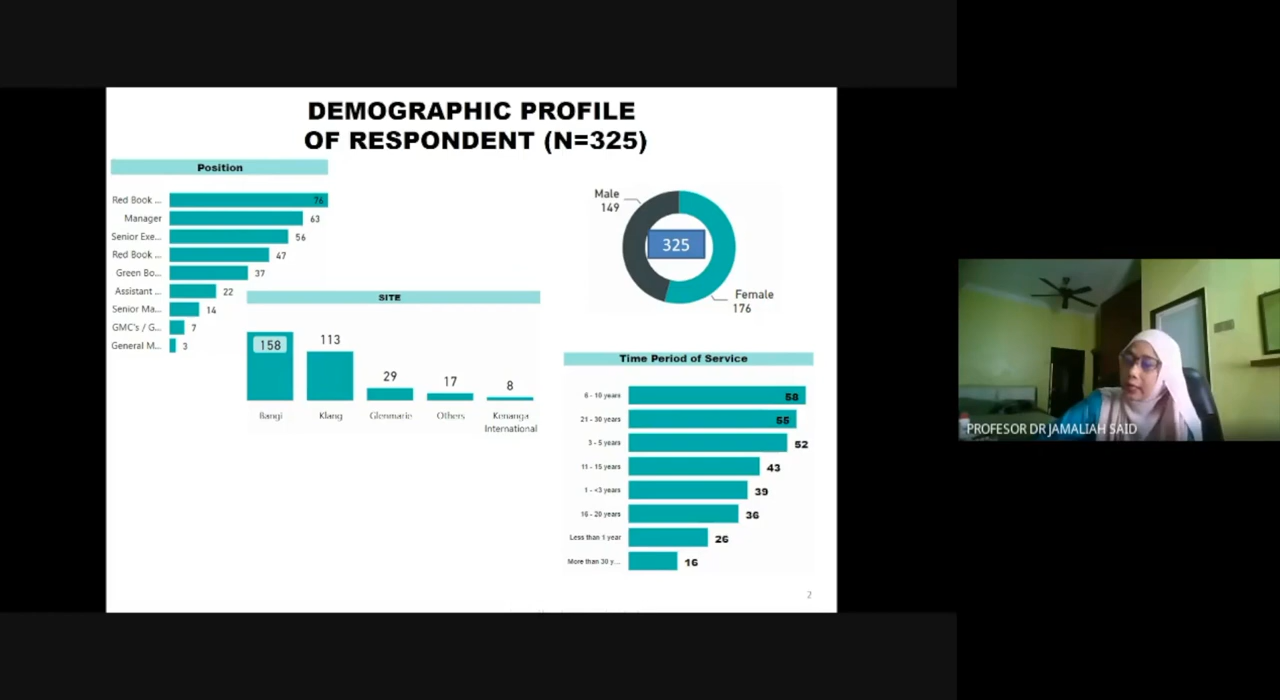 DEMOGRAPHIC PROFILE
OF RESPONDENT (N=325)
Position
Red Book ... 76
Manager 63
Senior Exe... 56
Red Book ... 47
Green Bo... 37
Assistant ... 22
Senior Ma... 14
GMC's / G... 7
General M... 3
SITE
158
113
29
17
8
Bangi
Klang
Glenmarie
Others
Kenanga
International
Male
149
325
Female
176
Time Period of Service
6 - 10 years 58
21 - 30 years 55
3 - 5 years 52
11 - 15 years 43
1 - <3 years 39
16 - 20 years 36
Less than 1 year 26
More than 30 y... 16
2
PROFESOR DR JAMALIAH SAID